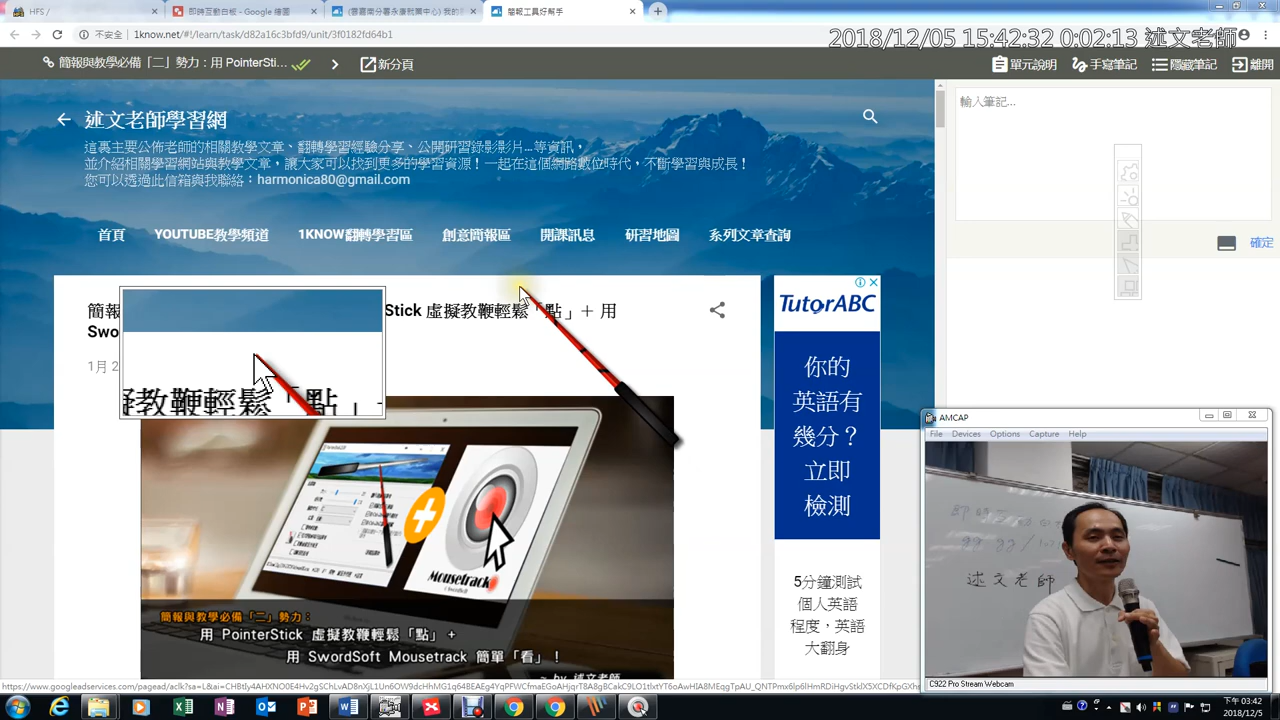 HFS /
即時互動白板 - Google 繪圖
簡報工具好幫手
不安全 | 1know.net/#!/learn/task/d82a16c3bfd9/unit/3f0182fd64b1
2018/12/05 15:42:32 0:02:13 述文老師
簡報與教學必備「二」勢力：用 PointerSti...
新分頁
單元說明
手寫筆記
隱藏筆記
離開
述文老師學習網
這裏主要公佈老師的相關教學文章、翻轉學習經驗分享、公開研習錄影影片...等資訊，
並介紹相關學習網站與教學文章，讓大家可以找到更多的學習資源！一起在這個網路數位時代，不斷學習與成長！
您可以透過此信箱與我聯絡：harmonica80@gmail.com
輸入筆記...
確定
首頁
YOUTUBE教學頻道
1KNOW翻轉學習區
創意簡報區
開課訊息
研習地圖
系列文章查詢
簡報
Stick 虛擬教鞭輕鬆「點」＋ 用
Swo
1月 2
教鞭輕鬆「點」
TutorABC
你的
英語有
幾分？
立即
檢測
5分鐘測試
個人英語
程度，英語
大翻身
Mousetrack
簡報與教學必備「二」勢力：
用 PointerStick 虛擬教鞭輕鬆「點」 +
用 SwordSoft Mousetrack 簡單「看」！
~ by 述文老師
AMCAP
File Devices Options Capture Help
述文老師
C922 Pro Stream Webcam
下午 03:42
2018/12/5